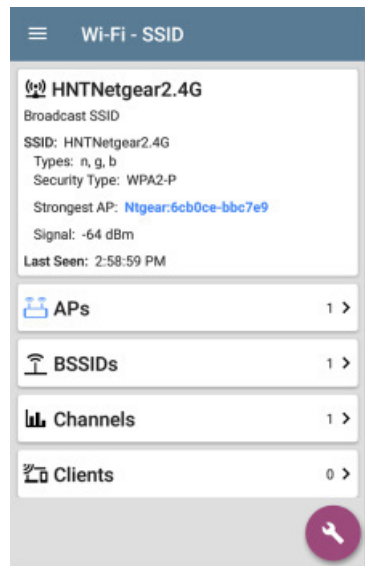 Wi-Fi - SSID
HNTNetgear2.4G
Broadcast SSID
SSID: HNTNetgear2.4G
Types: n, g, b
Security Type: WPA2-P
Strongest AP: Ntgear:6cb0ce-bbc7e9
Signal: -64 dBm
Last Seen: 2:58:59 PM
APs 1
BSSIDs 1
Channels 1
Clients 0